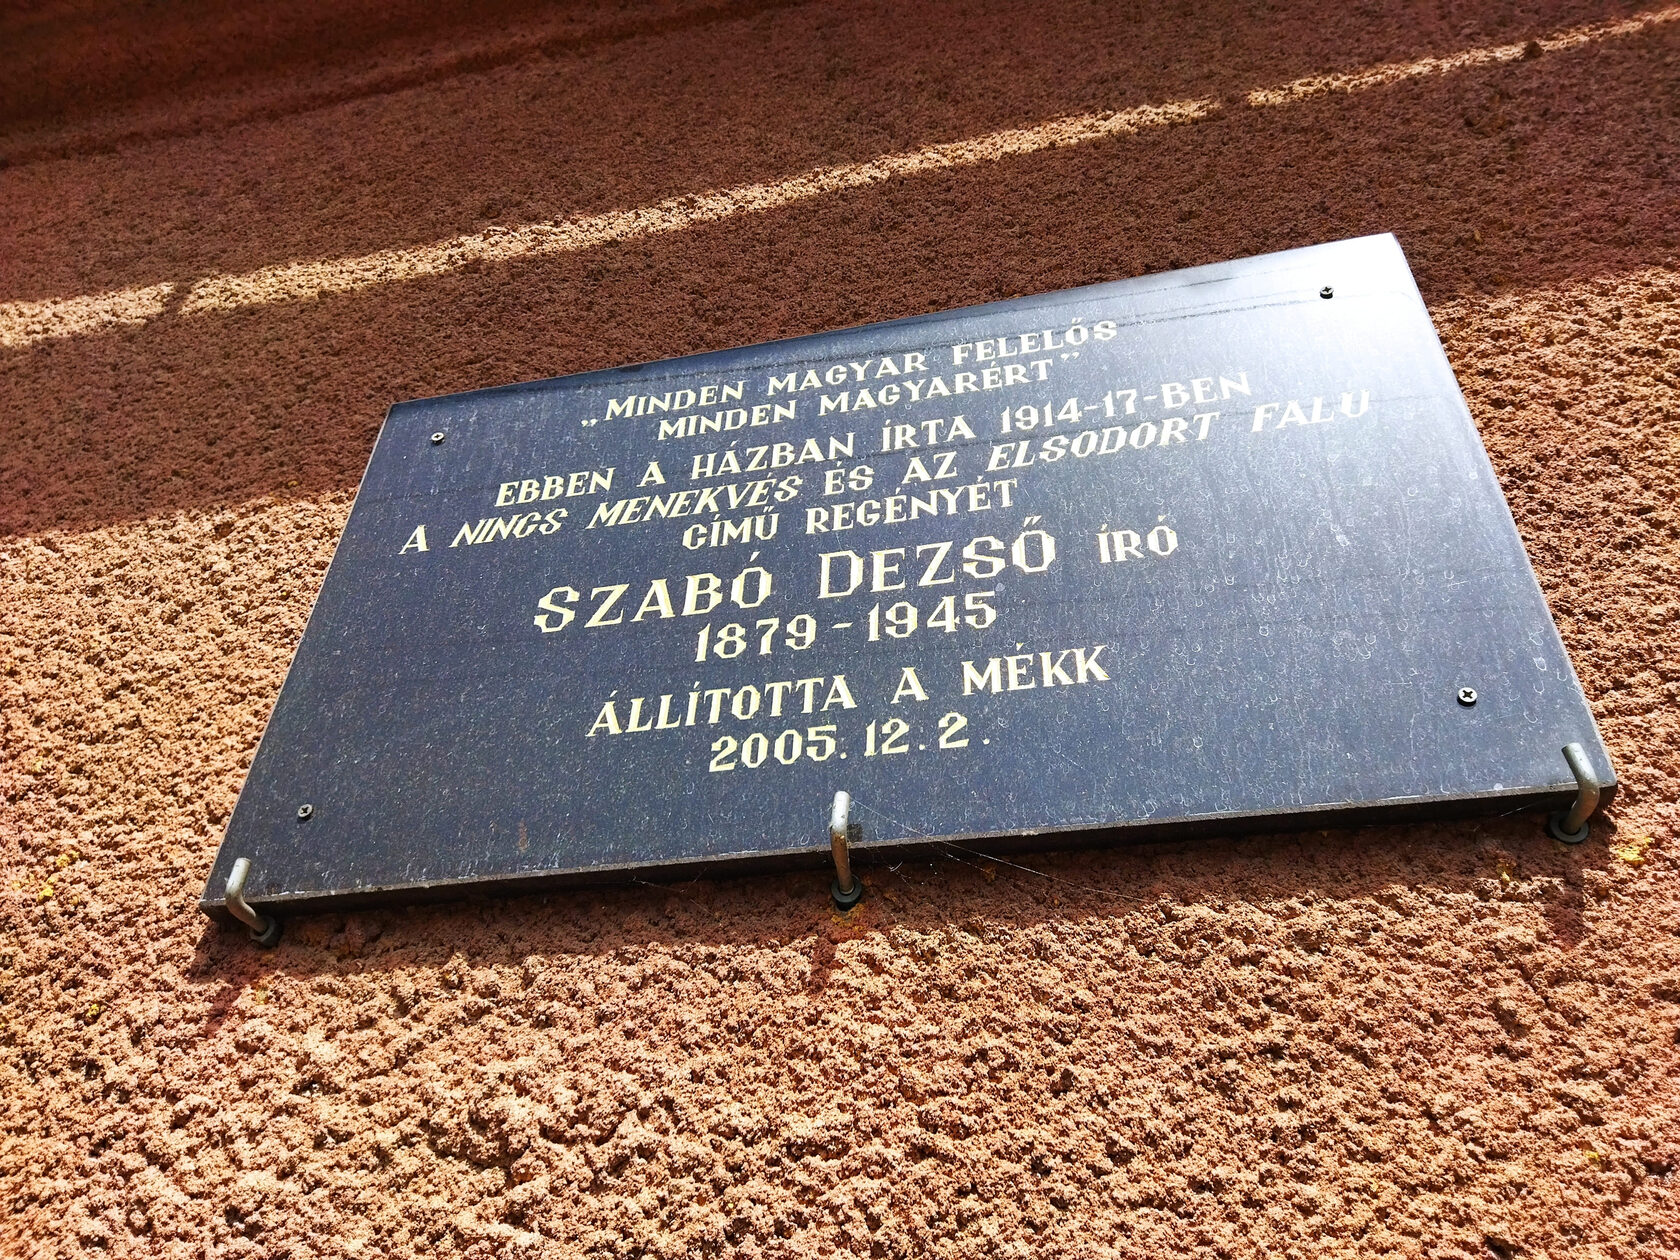 „MINDEN MAGYAR FELELŐS
MINDEN MAGYARÉRT”
EBBEN A HÁZBAN ÍRTA 1914-17-BEN
A NINCS MENEKVÉS ÉS AZ ELSODORT FALU
CÍMŰ REGÉNYÉT
SZABÓ DEZSŐ ÍRÓ
1879-1945
ÁLLÍTOTTA A MÉKK
2005.12.2.